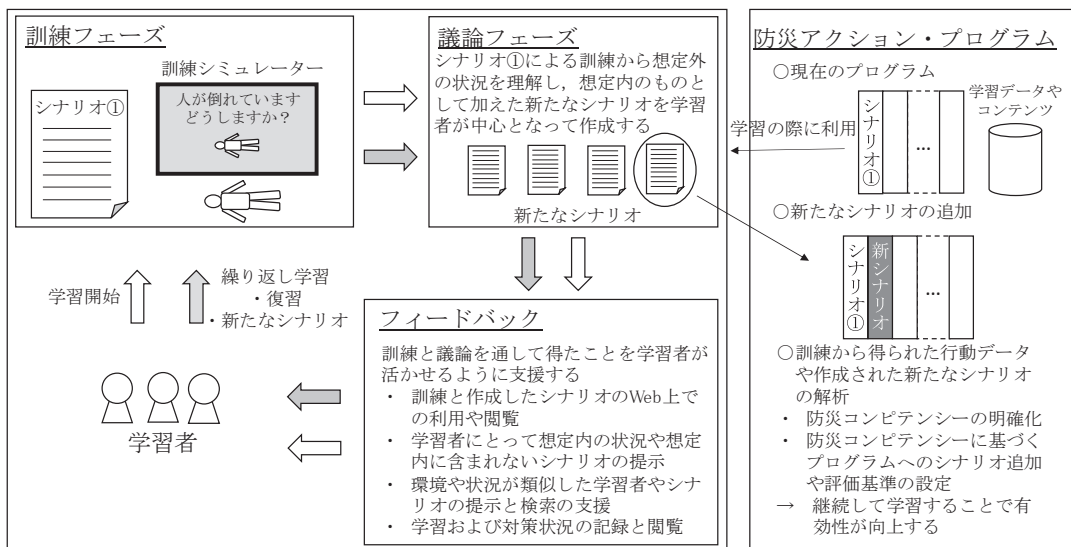 訓練フェーズ
訓練シミュレーター
シナリオ①
人が倒れています
どうしますか？
議論フェーズ
シナリオ①による訓練から想定外
の状況を理解し，想定内のものと
して加えた新たなシナリオを学習
者が中心となって作成する
新たなシナリオ
学習開始
繰り返し学習
・復習
・新たなシナリオ
学習者
フィードバック
訓練と議論を通して得たことを学習者が
活かせるように支援する
・ 訓練と作成したシナリオのWeb上で
の利用や閲覧
・ 学習者にとって想定内の状況や想定
内に含まれないシナリオの提示
・ 環境や状況が類似した学習者やシナ
リオの提示と検索の支援
・ 学習および対策状況の記録と閲覧
防災アクション・プログラム
○現在のプログラム
学習データや
コンテンツ
学習の際に利用
シナリオ①
…
○新たなシナリオの追加
シナリオ①
新シナリオ
…
○訓練から得られた行動データ
や作成された新たなシナリオ
の解析
・ 防災コンピテンシーの明確化
・ 防災コンピテンシーに基づく
プログラムへのシナリオ追加
や評価基準の設定
→ 継続して学習することで有
効性が向上する